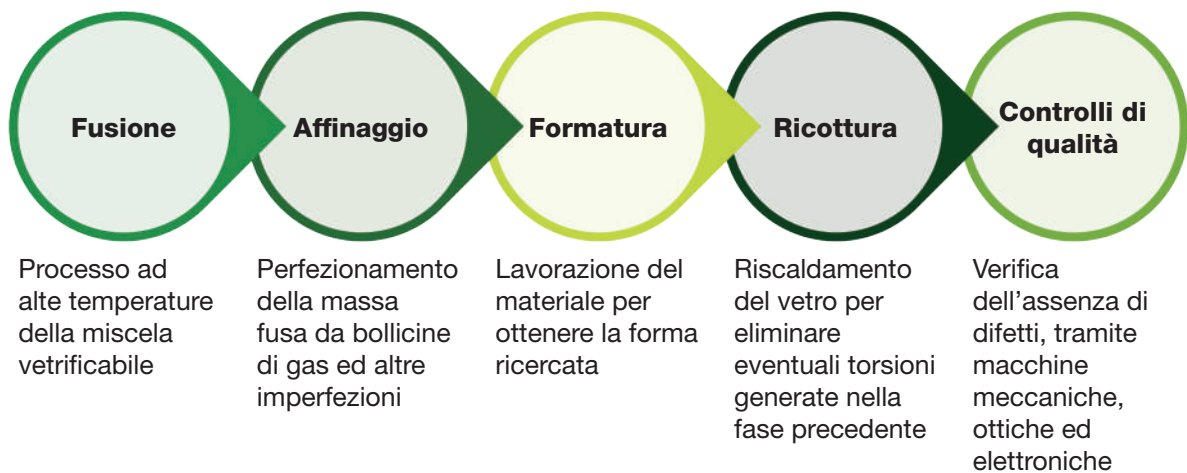 Fusione
Affinaggio
Formatura
Ricottura
Controlli di
qualità
Processo ad
alte temperature
della miscela
vetrificabile
Perfezionamento
della massa
fusa da bollicine
di gas ed altre
imperfezioni
Lavorazione del
materiale per
ottenere la forma
ricercata
Riscaldamento
del vetro per
eliminare
eventuali torsioni
generate nella
fase precedente
Verifica
dell’assenza di
difetti, tramite
macchine
meccaniche,
ottiche ed
elettroniche